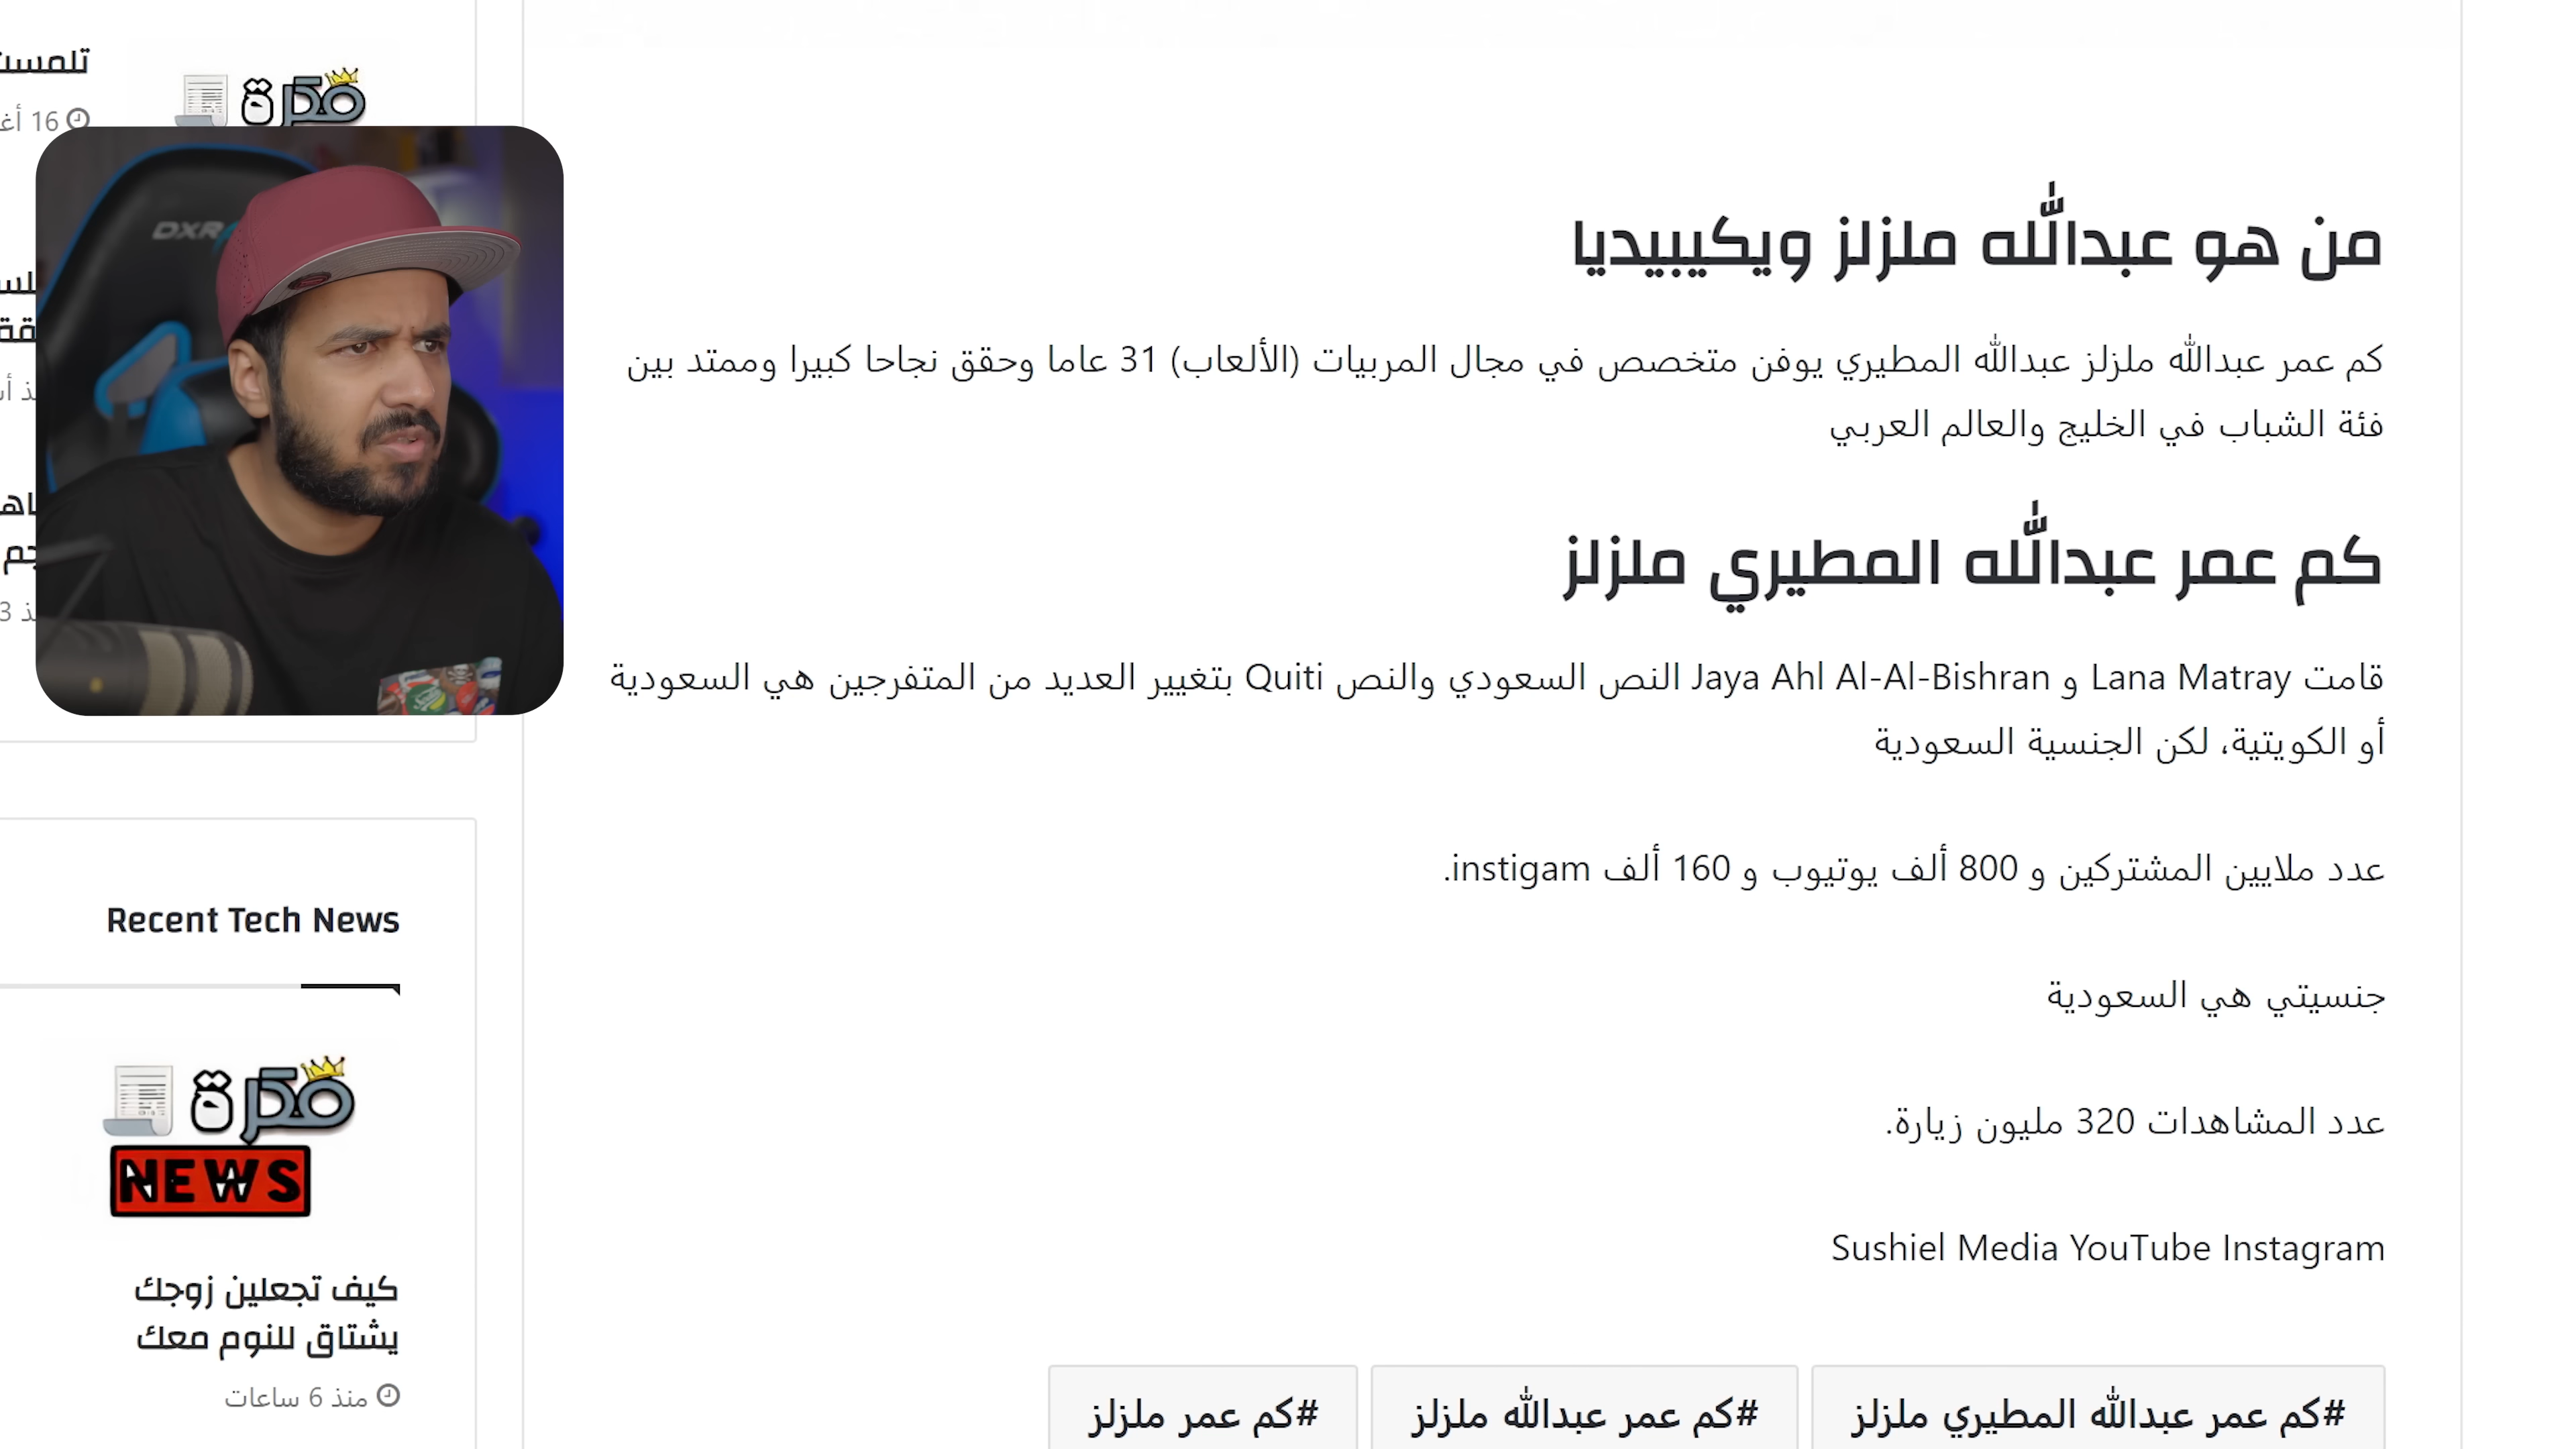 من هو عبدالله ملزلز ويكيبيديا
كم عمر عبدالله ملزلز عبدالله المطيري يوفن متخصص في مجال المربيات (الألعاب) 31 عاما وحقق نجاحا كبيرا وممتد بين
فئة الشباب في الخليج والعالم العربي
كم عمر عبدالله المطيري ملزلز
قامت Lana Matray و Jaya Ahl Al-Al-Bishran النص السعودي والنص Quiti بتغيير العديد من المتفرجين هي السعودية
أو الكويتية، لكن الجنسية السعودية
عدد ملايين المشتركين و 800 ألف يوتيوب و 160 ألف instigam.
جنسيتي هي السعودية
عدد المشاهدات 320 مليون زيارة.
Sushiel Media YouTube Instagram
#كم عمر عبدالله المطيري ملزلز
#كم عمر عبدالله ملزلز
#كم عمر ملزلز
فكرة
16
DXR
Recent Tech News
فكرة
NEWS
كيف تجعلين زوجك
يشتاق للنوم معك
منذ 6 ساعات